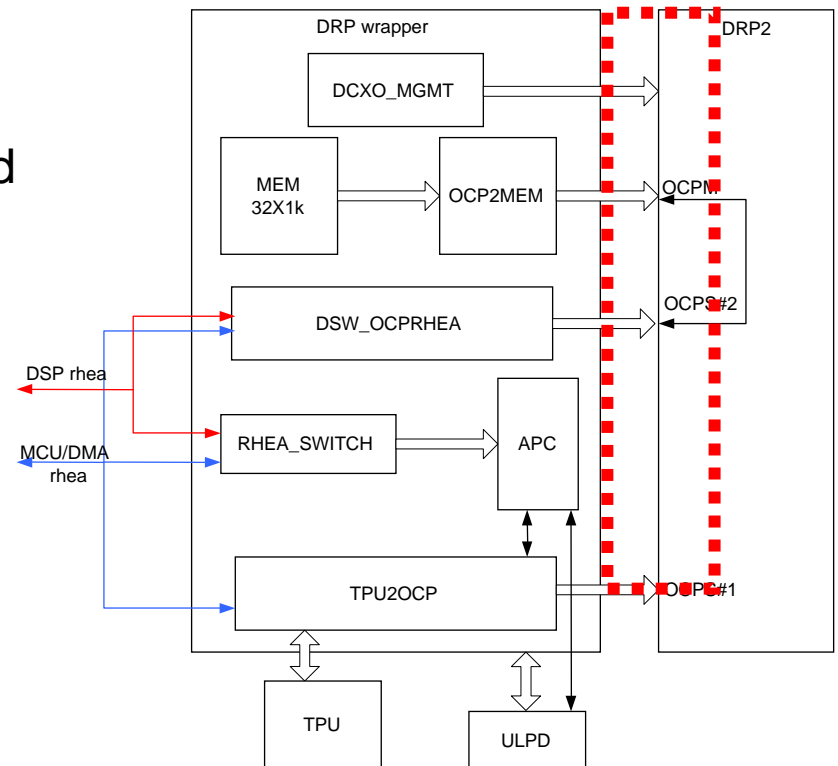 DRP wrapper
DRP2
DCXO_MGMT
d
MEM
32X1k
OCP2MEM
OCPM
OCPS#2
DSW_OCPRHEA
DSP rhea
RHEA_SWITCH
APC
MCU/DMA
rhea
TPU2OCP
OCPS#1
TPU
ULPD